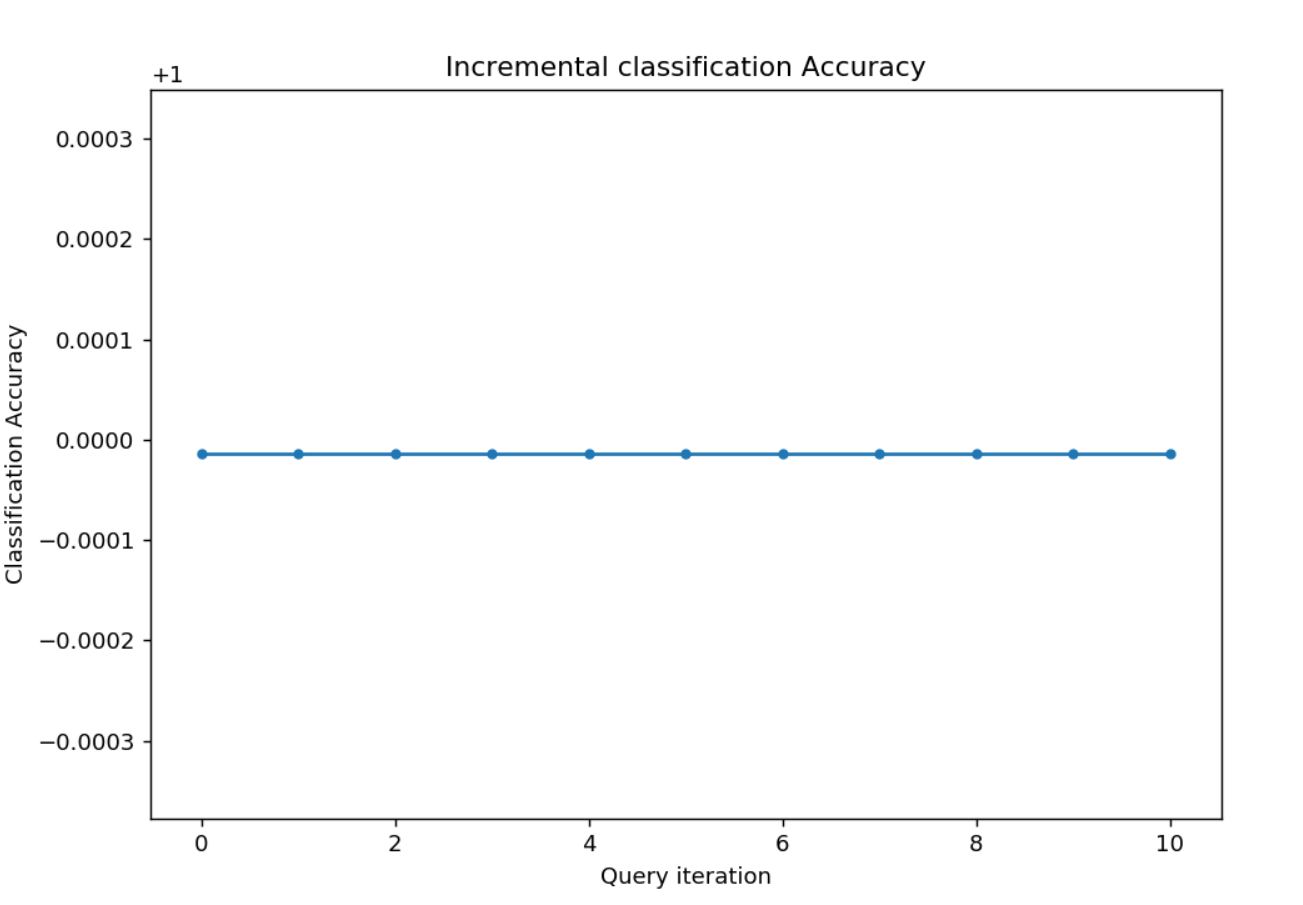 Incremental classification Accuracy
+1
0.0003
0.0002
0.0001
0.0000
−0.0001
−0.0002
−0.0003
Classification Accuracy
0 2 4 6 8 10
Query iteration